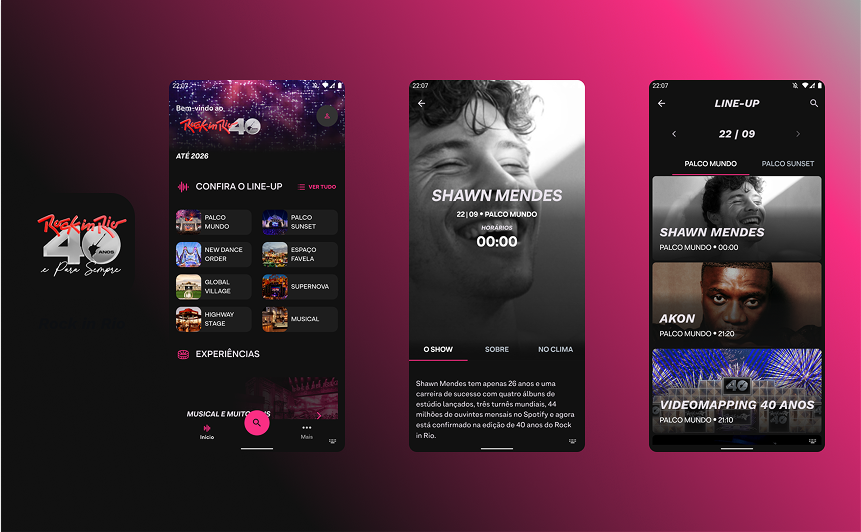 Rock in Rio
40
ANOS
e Para Sempre
22:07
Bem-vindo ao
Rock in Rio 40
ATÉ 2026
CONFIRA O LINE-UP
VER TUDO
PALCO
MUNDO
PALCO
SUNSET
NEW DANCE
ORDER
ESPAÇO
FAVELA
GLOBAL
VILLAGE
SUPERNOVA
HIGHWAY
STAGE
MUSICAL
EXPERIÊNCIAS
MUSICAL E MUITO
Início
Mais
22:07
SHAWN MENDES
22 | 09 • PALCO MUNDO
HORÁRIOS
00:00
O SHOW
SOBRE
NO CLIMA
Shawn Mendes tem apenas 26 anos e uma
carreira de sucesso com quatro álbuns de
estúdio lançados, três turnês mundiais, 44
milhões de ouvintes mensais no Spotify e agora
está confirmado na edição de 40 anos do Rock
in Rio.
22:07
LINE-UP
22 | 09
PALCO MUNDO
PALCO SUNSET
SHAWN MENDES
PALCO MUNDO • 00:00
AKON
PALCO MUNDO • 21:20
40
VIDEOMAPPING 40 ANOS
PALCO MUNDO • 21:10